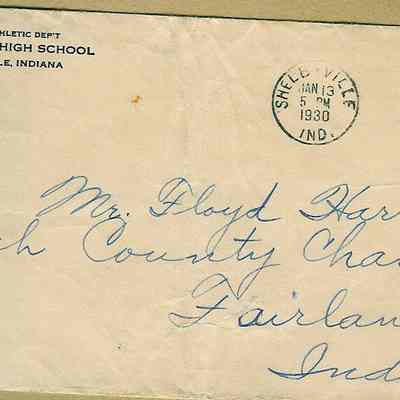 THLETIC DEP'T
HIGH SCHOOL
LE, INDIANA
SHELBYVILLE
JAN 13
5 PM
1930
IND.
Mr. Floyd Har
h County Cha
Fairlan
Ind